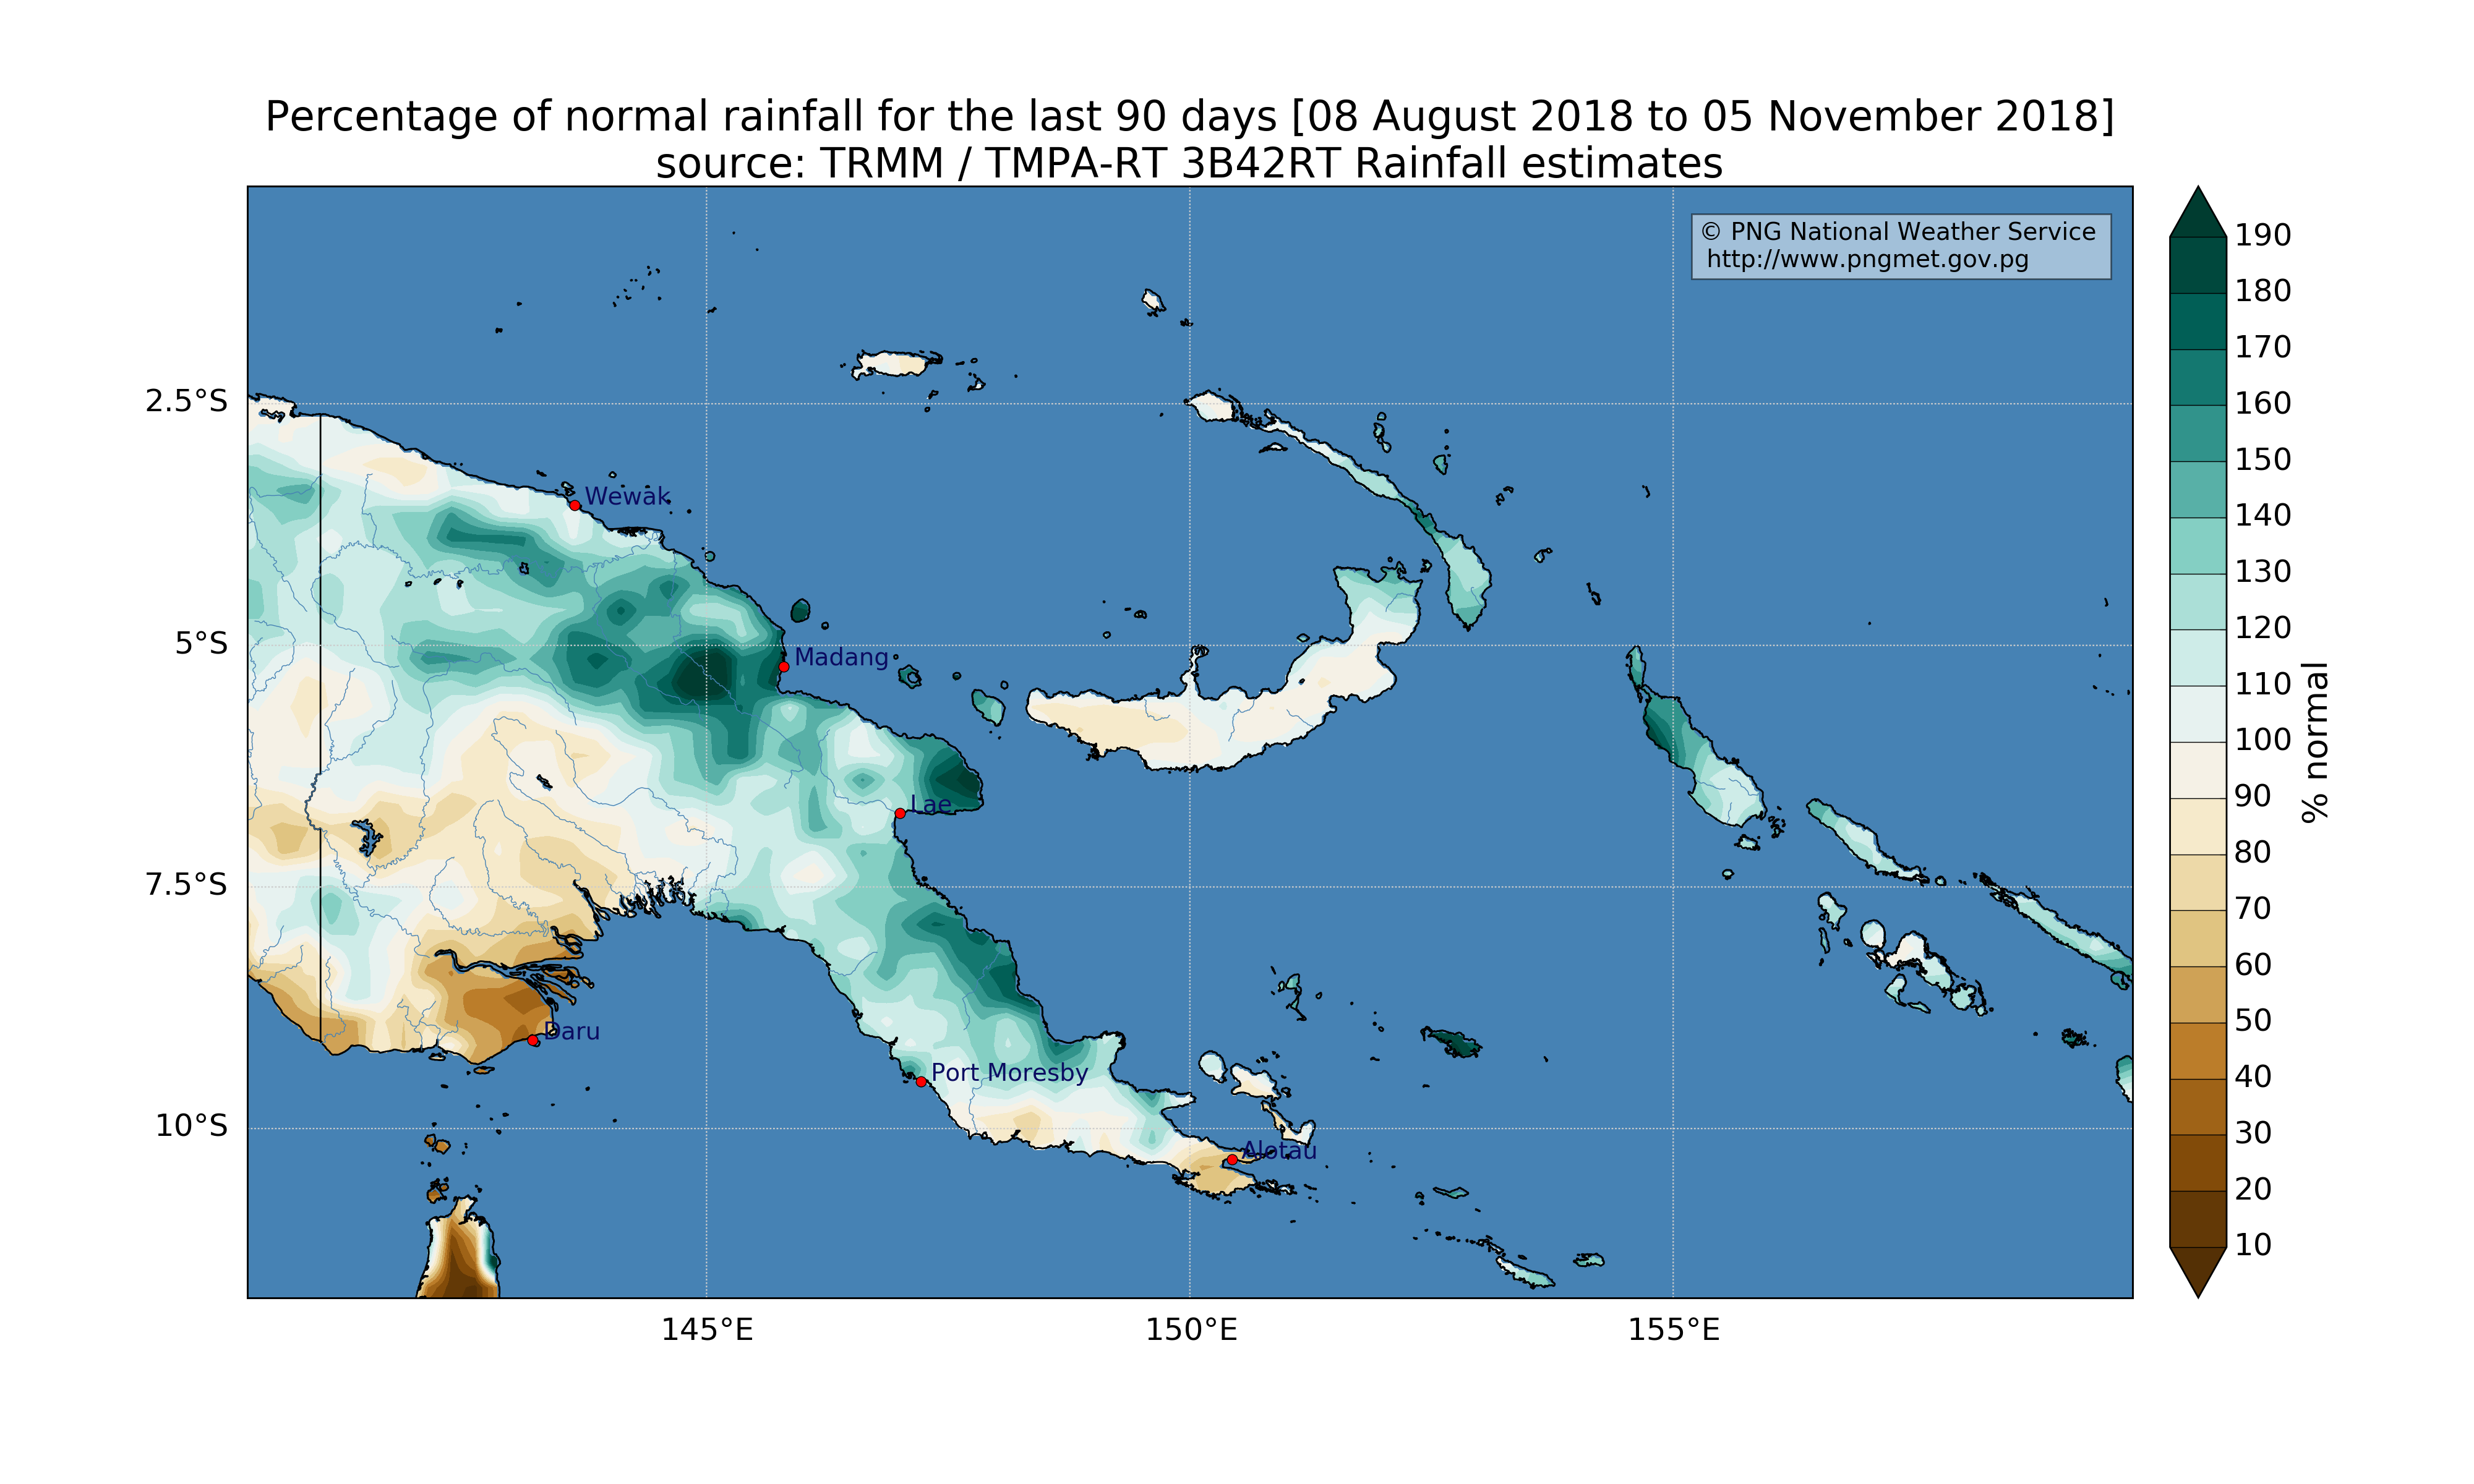 Percentage of normal rainfall for the last 90 days [08 August 2018 to 05 November 2018]
source: TRMM / TMPA-RT 3B42RT Rainfall estimates
© PNG National Weather Service
http://www.pngmet.gov.pg
2.5°S
5°S
7.5°S
10°S
145°E
150°E
155°E
Wewak
Madang
Lae
Daru
Port Moresby
Alotau
190
180
170
160
150
140
130
120
110
100
90
80
70
60
50
40
30
20
10
% normal